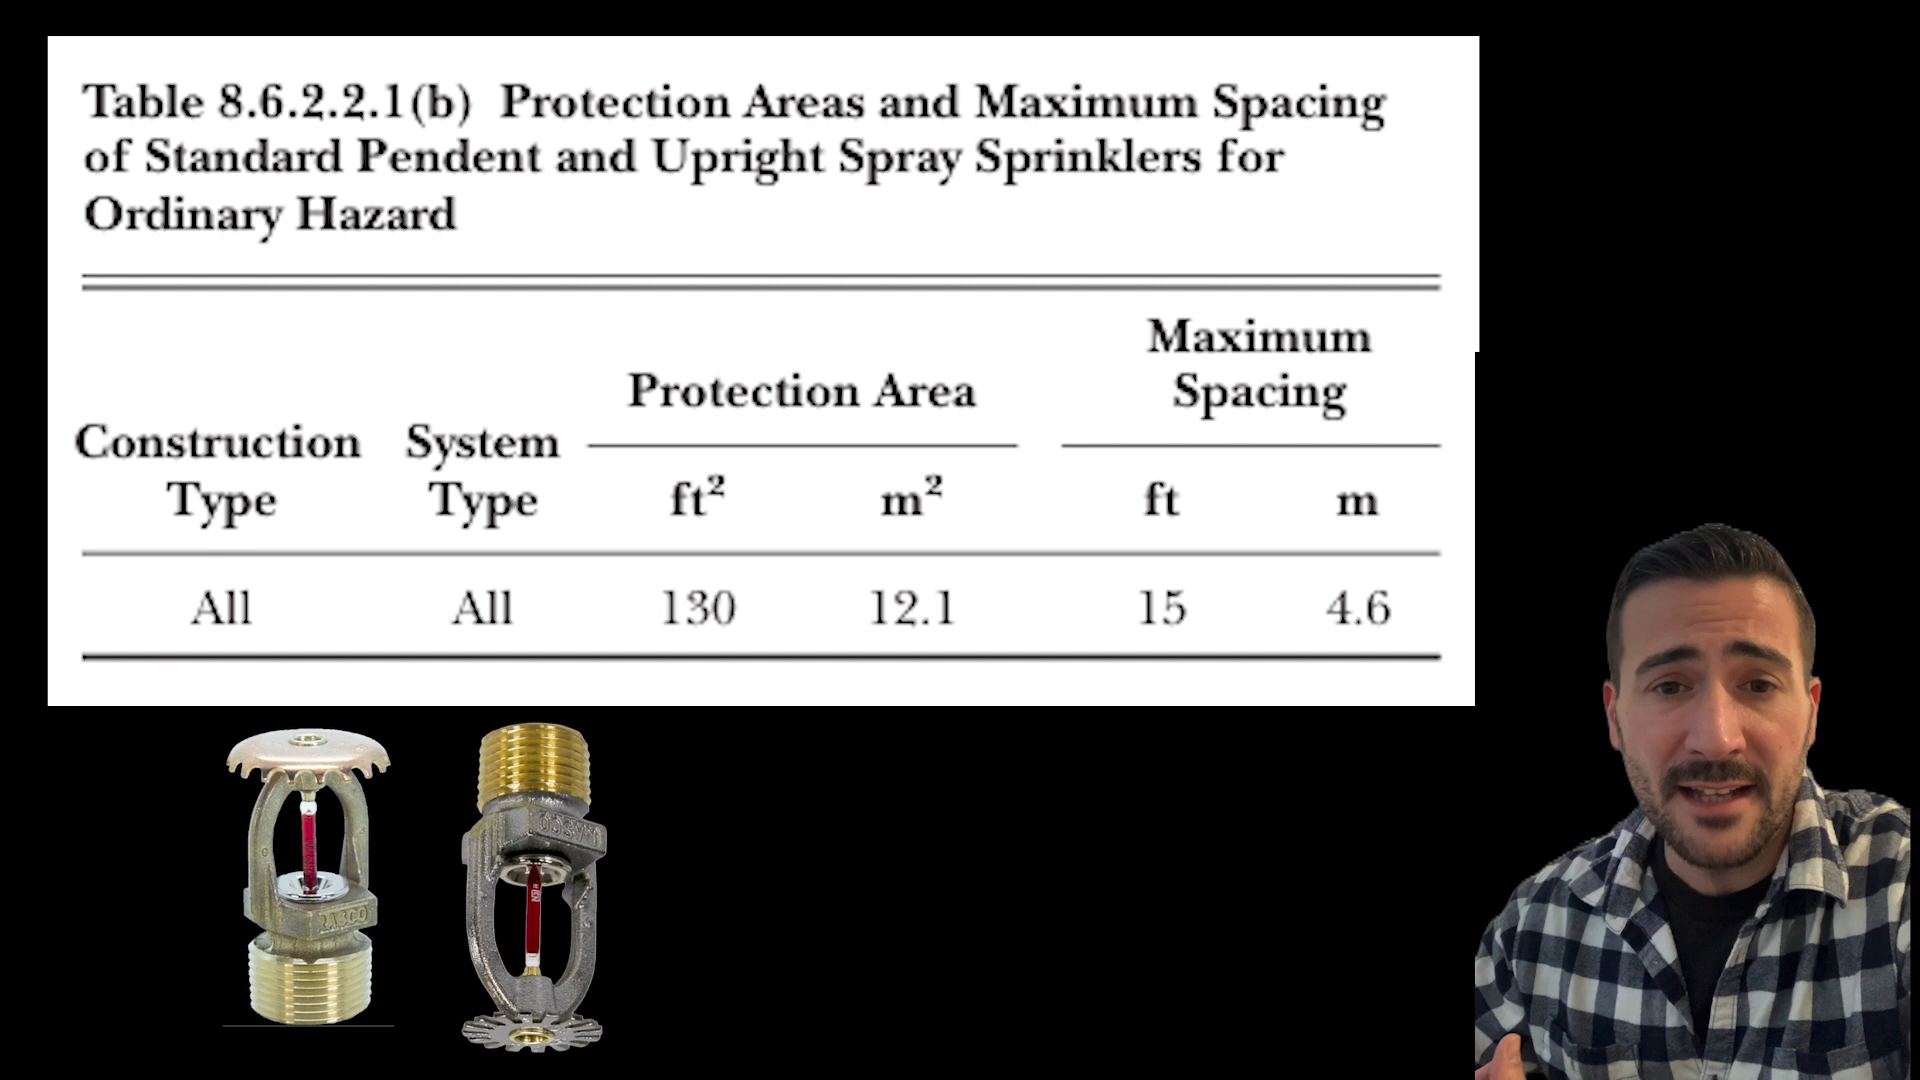 Table 8.6.2.2.1(b) Protection Areas and Maximum Spacing
of Standard Pendent and Upright Spray Sprinklers for
Ordinary Hazard
Maximum
Protection Area Spacing
Construction System
Type Type ft² m² ft m
All All 130 12.1 15 4.6